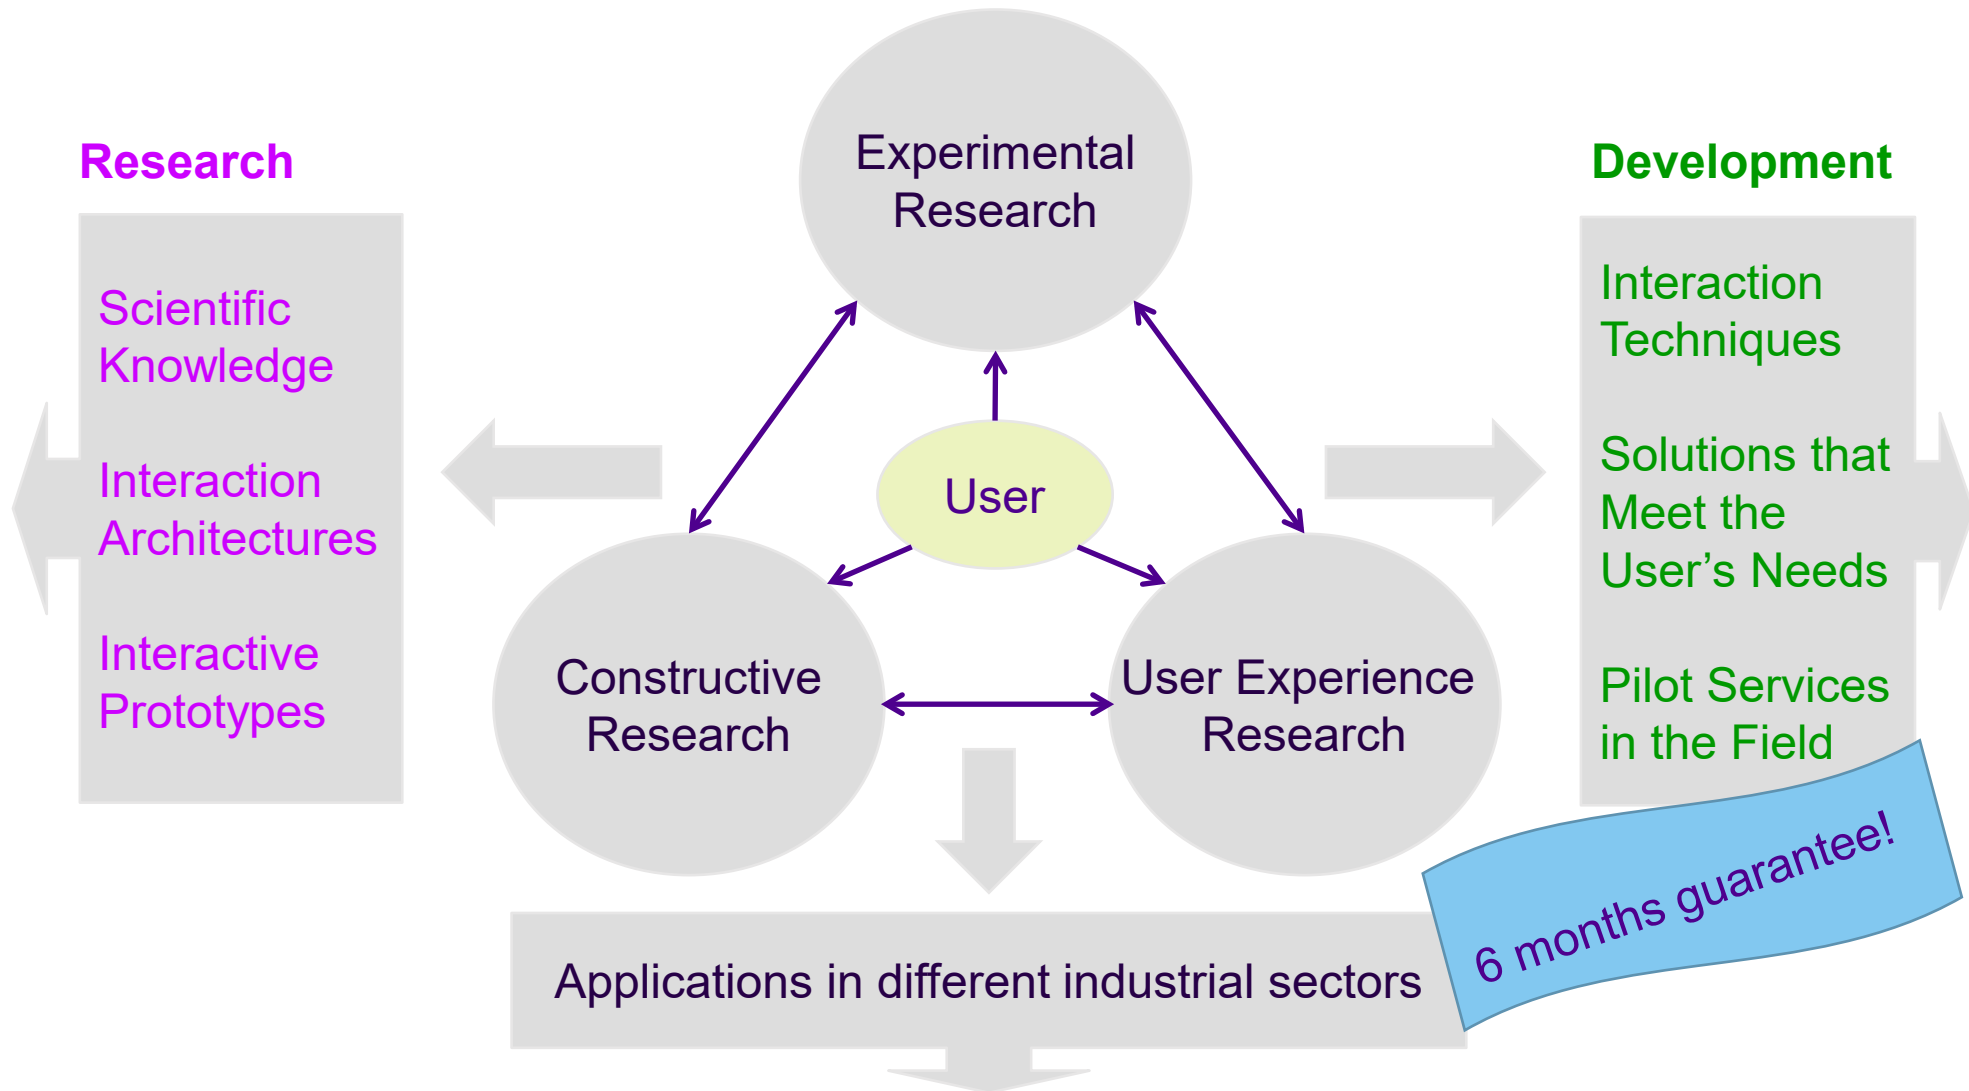 Research
Scientific
Knowledge
Interaction
Architectures
Interactive
Prototypes
Experimental
Research
User
Constructive
Research
User Experience
Research
Applications in different industrial sectors
Development
Interaction
Techniques
Solutions that
Meet the
User’s Needs
Pilot Services
in the Field
6 months guarantee!